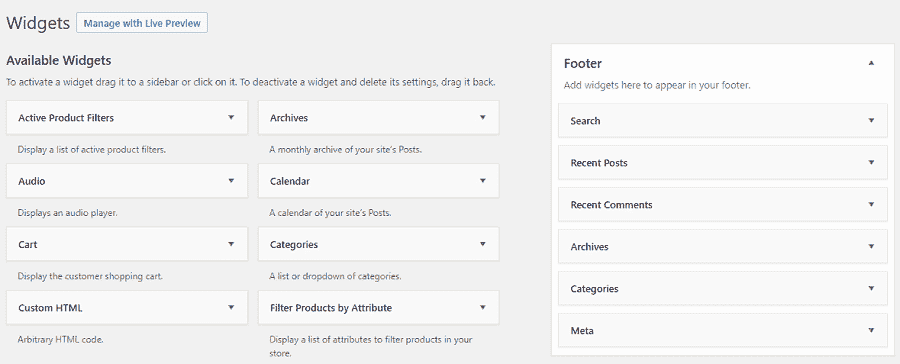 Widgets Manage with Live Preview
Available Widgets
To activate a widget drag it to a sidebar or click on it. To deactivate a widget and delete its settings, drag it back.
Active Product Filters
Display a list of active product filters.
Archives
A monthly archive of your site's Posts.
Audio
Displays an audio player.
Calendar
A calendar of your site's Posts.
Cart
Display the customer shopping cart.
Categories
A list or dropdown of categories.
Custom HTML
Arbitrary HTML code.
Filter Products by Attribute
Display a list of attributes to filter products in your
store.
Footer
Add widgets here to appear in your footer.
Search
Recent Posts
Recent Comments
Archives
Categories
Meta